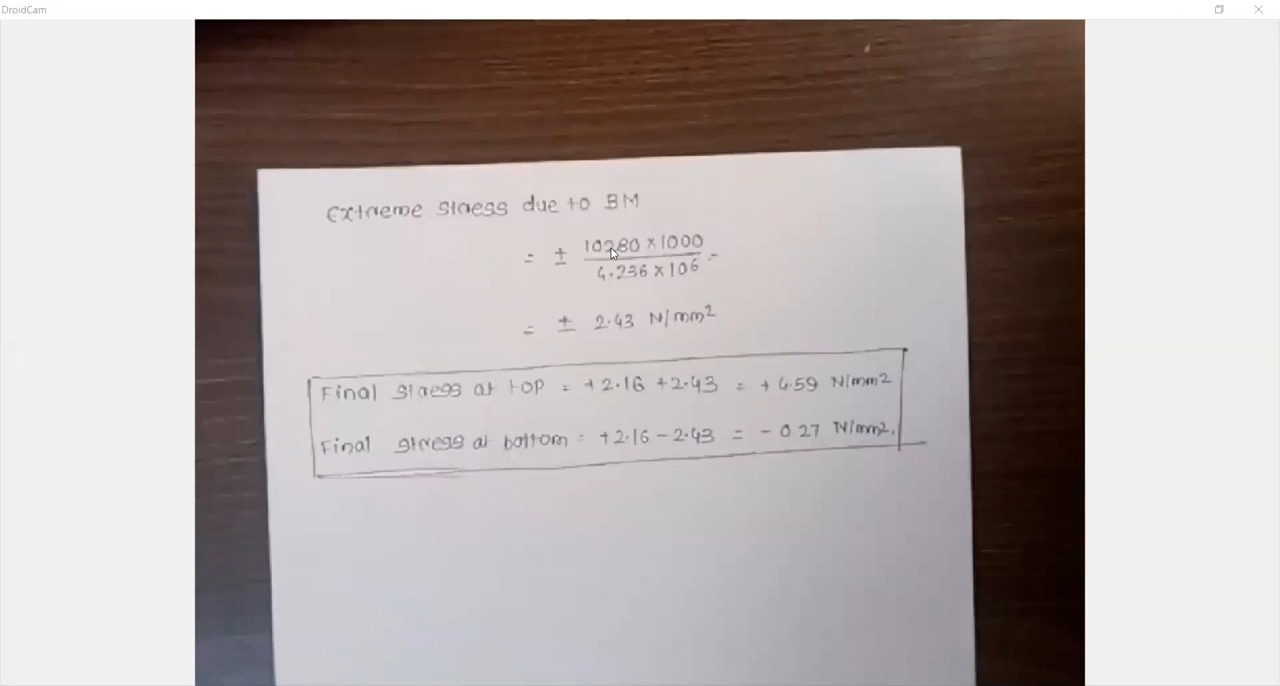 DroidCam
Extreme stress due to BM
= ± 10280 × 1000 / 4.236 × 106 =
= ± 2.43 N/mm2
Final stress at top = +2.16 +2.43 = + 4.59 N/mm2
Final stress at bottom = +2.16 - 2.43 = - 0.27 N/mm2.